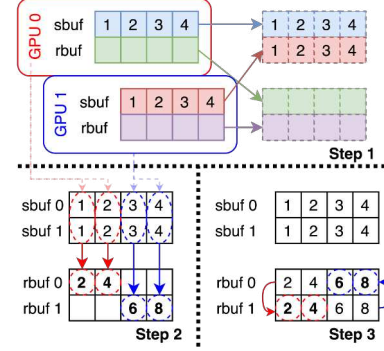 GPU 0
sbuf 1 2 3 4 1 2 3 4
rbuf 1 2 3 4
GPU 1
sbuf 1 2 3 4
rbuf
Step 1
sbuf 0 1 2 3 4
sbuf 1 1 2 3 4
rbuf 0 2 4
rbuf 1 6 8
Step 2
sbuf 0 1 2 3 4
sbuf 1 1 2 3 4
rbuf 0 2 4 6 8
rbuf 1 2 4 6 8
Step 3